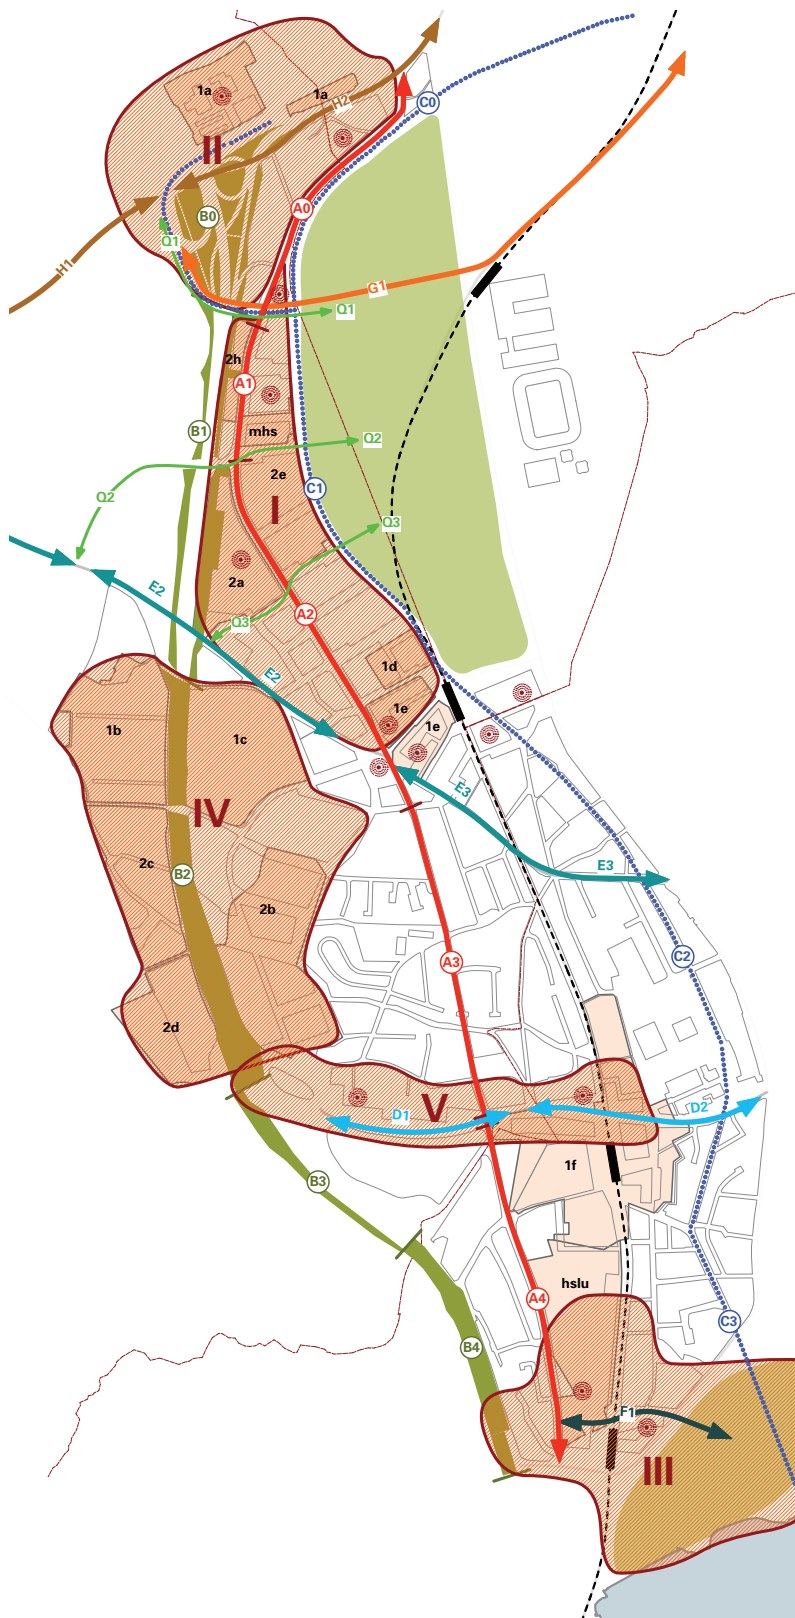 1a
1a
H2
C0
II
A0
B0
Q1
H1
G1
Q1
2h
A1
mhs
B1
Q2
2e
C1
Q2
I
Q3
2a
E2
A2
Q3
1d
E2
1e
1e
1b
1c
E3
IV
2c
E3
B2
2b
A3
C2
2d
V
D1
D2
1f
B3
hslu
A4
C3
B4
F1
III